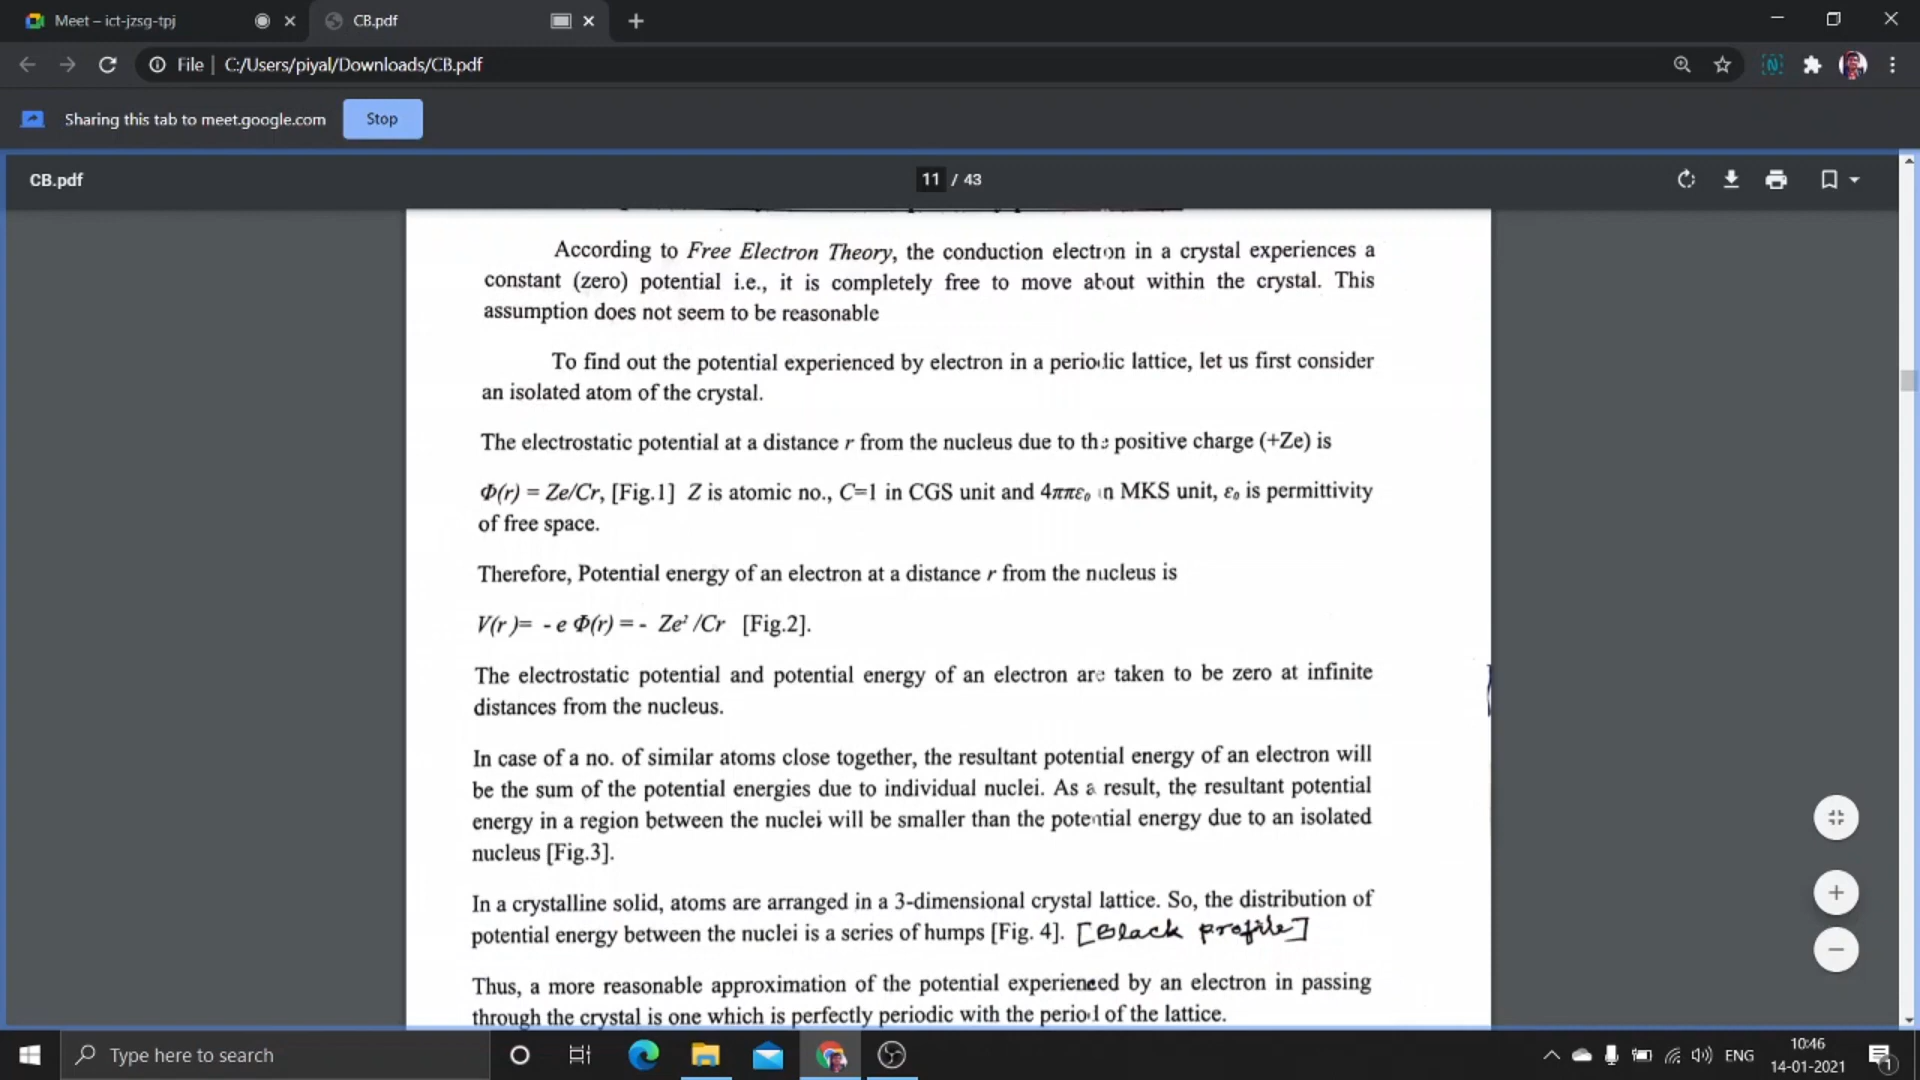 Meet – ict-jzsg-tpj
CB.pdf
File | C:/Users/piyal/Downloads/CB.pdf
Sharing this tab to meet.google.com
Stop
CB.pdf
11 / 43
According to Free Electron Theory, the conduction electron in a crystal experiences a
constant (zero) potential i.e., it is completely free to move about within the crystal. This
assumption does not seem to be reasonable
To find out the potential experienced by electron in a periodic lattice, let us first consider
an isolated atom of the crystal.
The electrostatic potential at a distance r from the nucleus due to the positive charge (+Ze) is
Φ(r) = Ze/Cr, [Fig.1] Z is atomic no., C=1 in CGS unit and 4ππε₀ in MKS unit, ε₀ is permittivity
of free space.
Therefore, Potential energy of an electron at a distance r from the nucleus is
V(r )= - e Φ(r) = - Ze² /Cr [Fig.2].
The electrostatic potential and potential energy of an electron are taken to be zero at infinite
distances from the nucleus.
In case of a no. of similar atoms close together, the resultant potential energy of an electron will
be the sum of the potential energies due to individual nuclei. As a result, the resultant potential
energy in a region between the nuclei will be smaller than the potential energy due to an isolated
nucleus [Fig.3].
In a crystalline solid, atoms are arranged in a 3-dimensional crystal lattice. So, the distribution of
potential energy between the nuclei is a series of humps [Fig. 4]. [Black profile]
Thus, a more reasonable approximation of the potential experienced by an electron in passing
through the crystal is one which is perfectly periodic with the period of the lattice.
Type here to search
ENG
10:46
14-01-2021
1